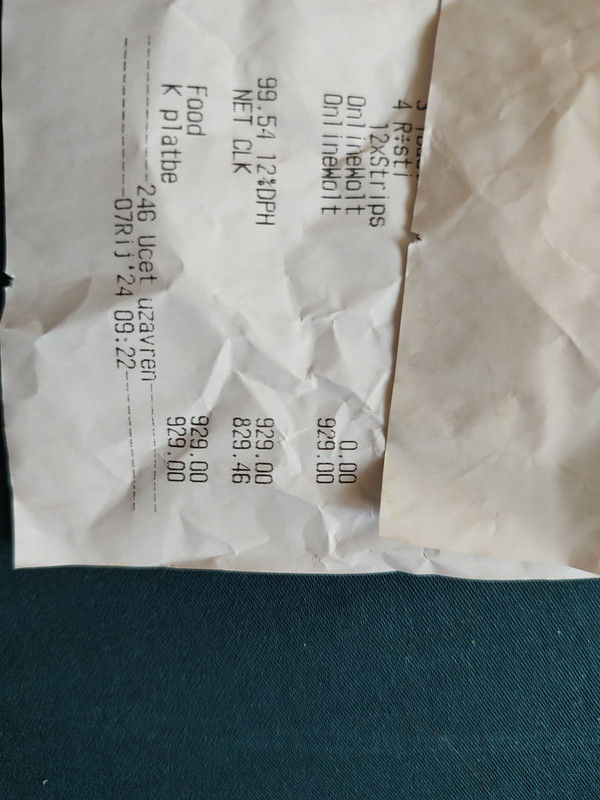 4 Rösti
12xStrips
OnlineWolt 0.00
OnlineWolt 929.00
99.54 12%DPH 929.00
NET CLK 829.46
Food 929.00
K platbe 929.00
----------246 Ucet uzavren----------
----------07Rij'24 09:22----------